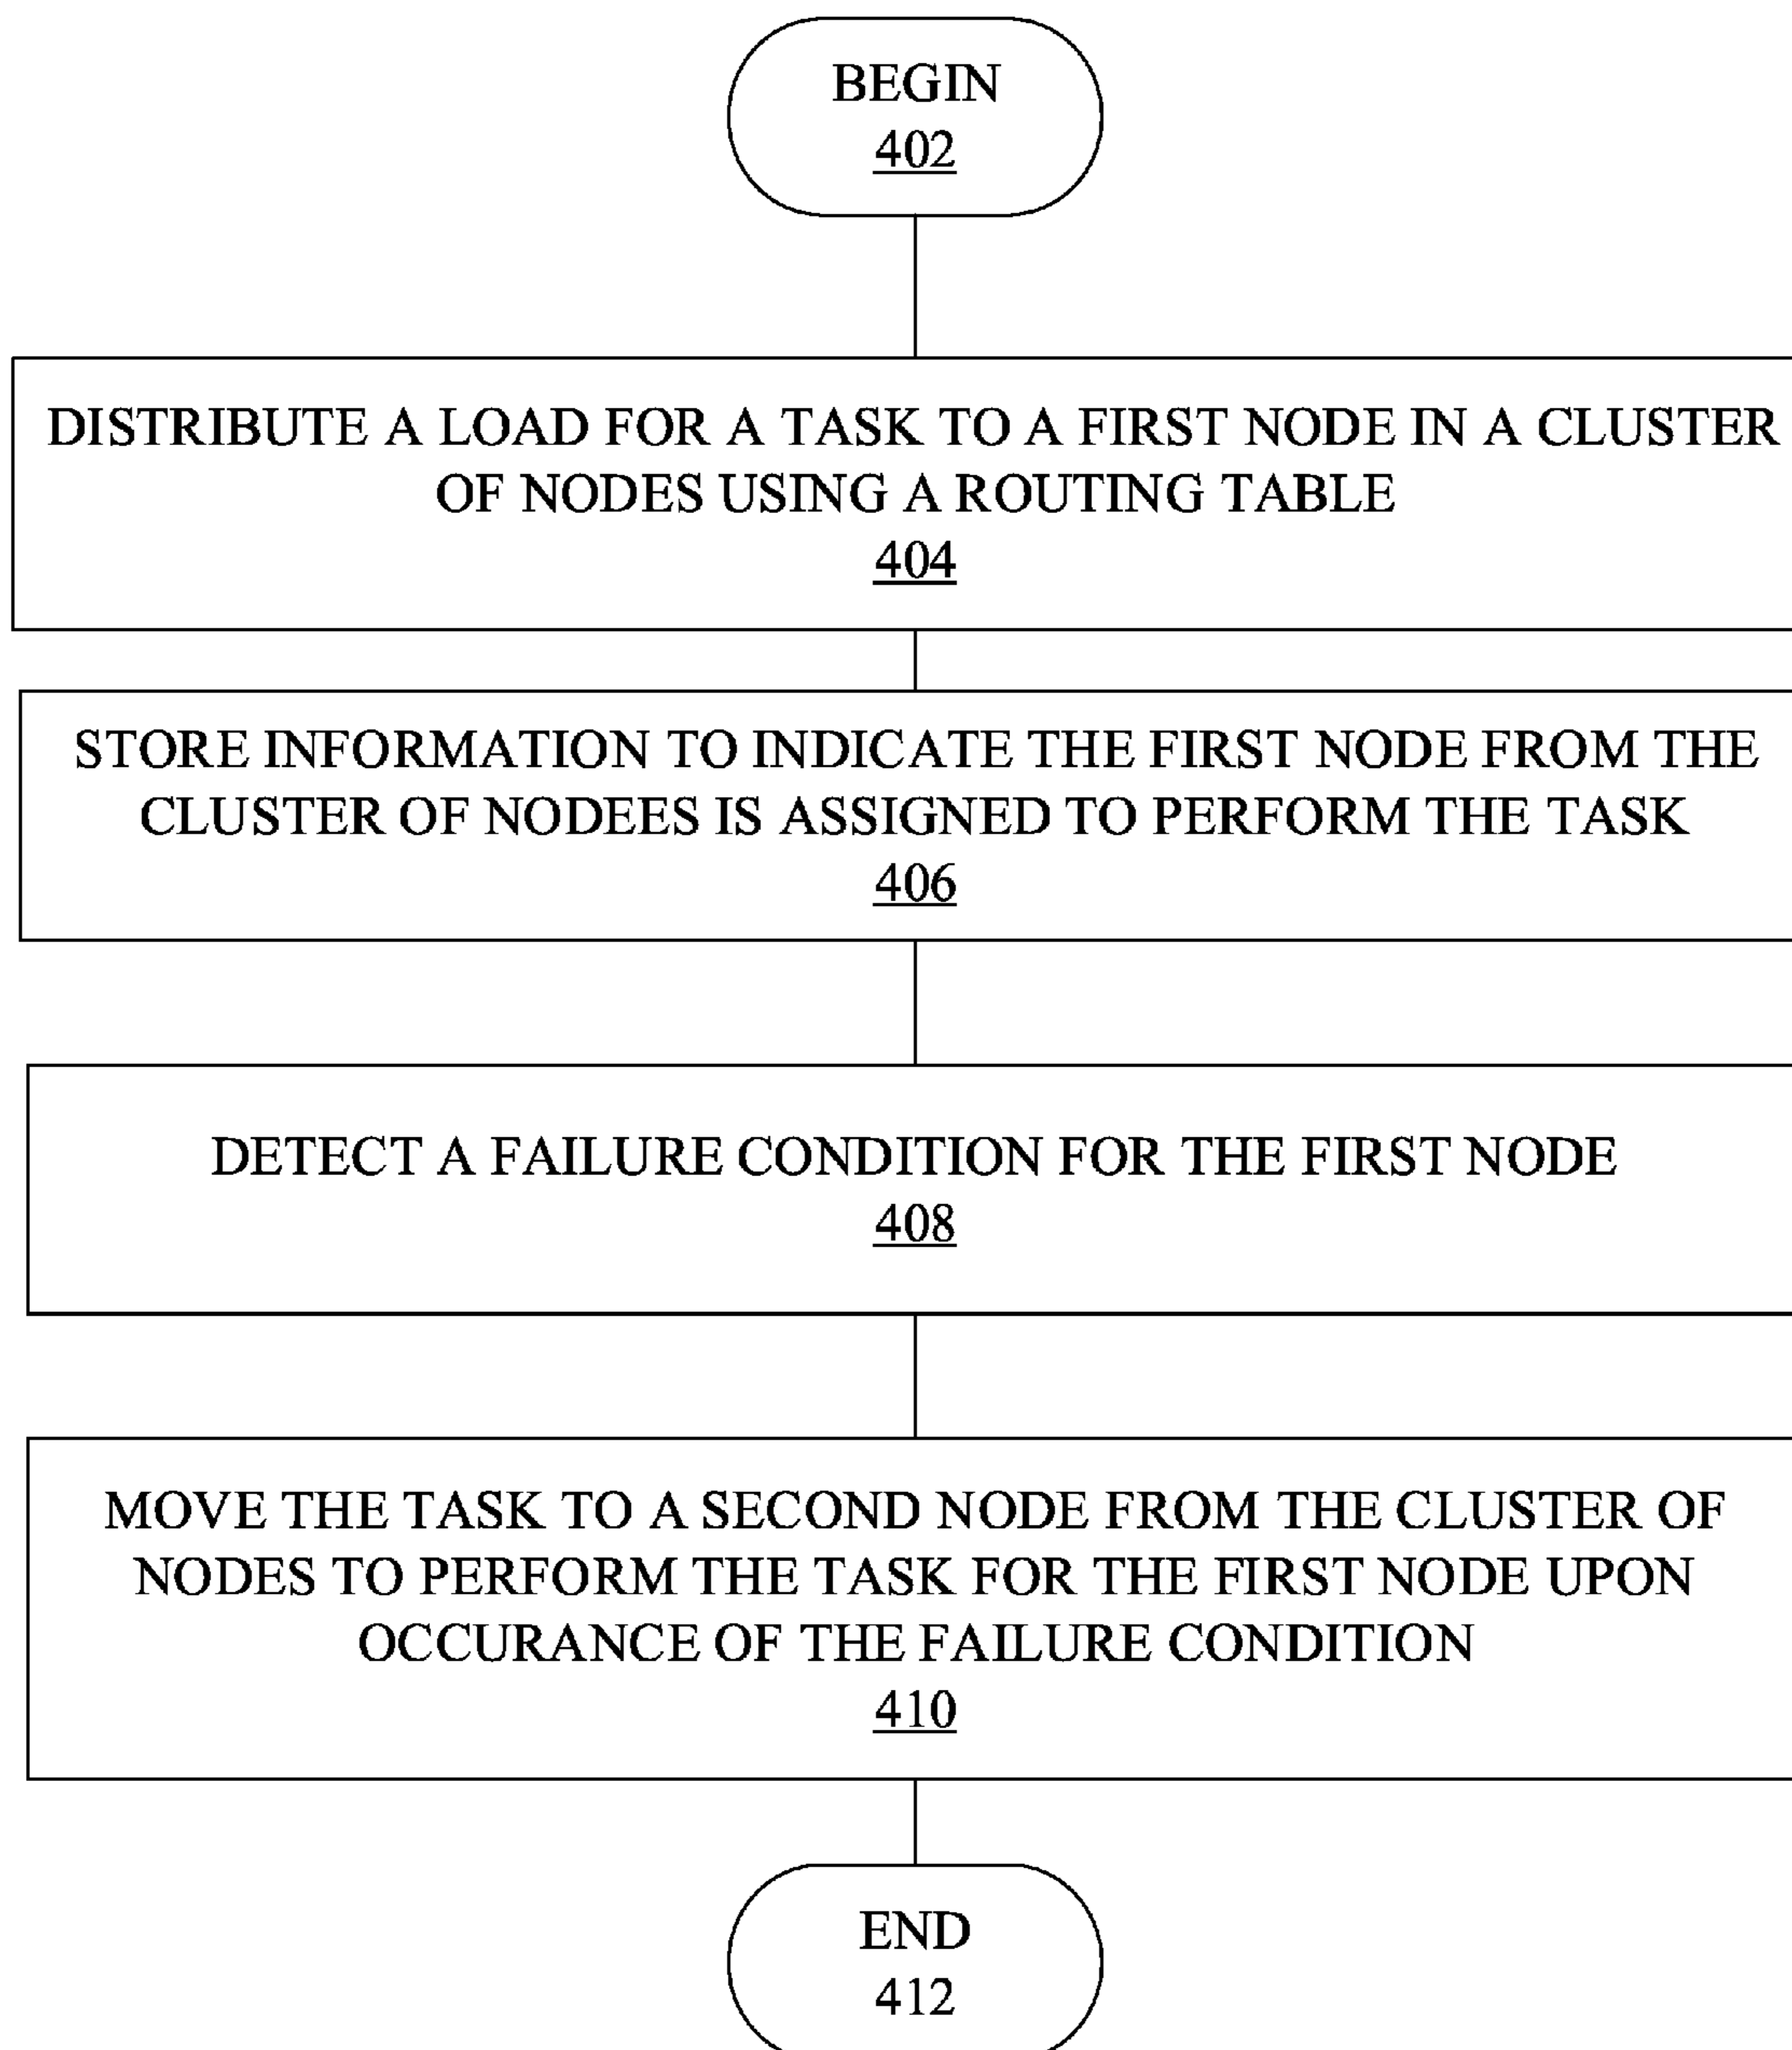 BEGIN
402
DISTRIBUTE A LOAD FOR A TASK TO A FIRST NODE IN A CLUSTER
OF NODES USING A ROUTING TABLE
404
STORE INFORMATION TO INDICATE THE FIRST NODE FROM THE
CLUSTER OF NODEES IS ASSIGNED TO PERFORM THE TASK
406
DETECT A FAILURE CONDITION FOR THE FIRST NODE
408
MOVE THE TASK TO A SECOND NODE FROM THE CLUSTER OF
NODES TO PERFORM THE TASK FOR THE FIRST NODE UPON
OCCURANCE OF THE FAILURE CONDITION
410
END
412